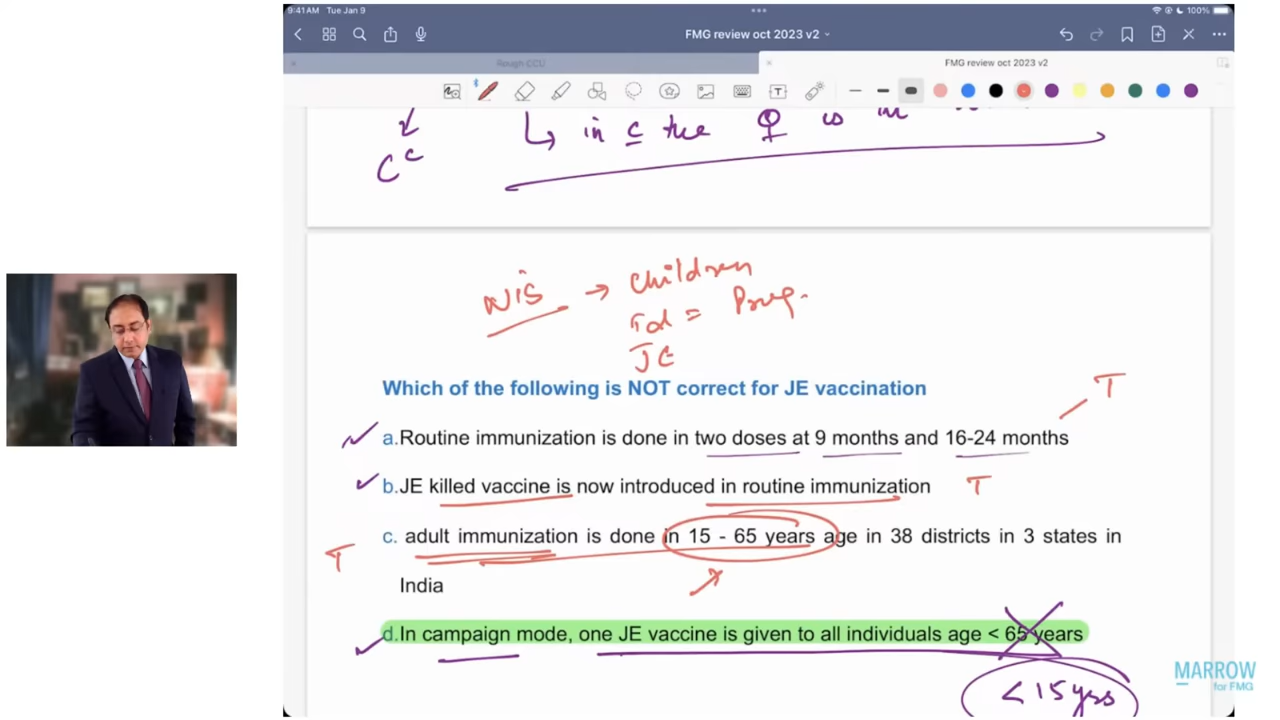 9:41 AM Tue Jan 9
100%
FMG review oct 2023 v2
Rough CCU
FMG review oct 2023 v2
↳ in c the ♀ is in
Cc
NIS → Children
Td = Preg.
JE
Which of the following is NOT correct for JE vaccination
T
a.Routine immunization is done in two doses at 9 months and 16-24 months
b.JE killed vaccine is now introduced in routine immunization T
c. adult immunization is done in 15 - 65 years age in 38 districts in 3 states in
T
India
d.In campaign mode, one JE vaccine is given to all individuals age < 65 years
< 15 yrs
MARROW
for FMG